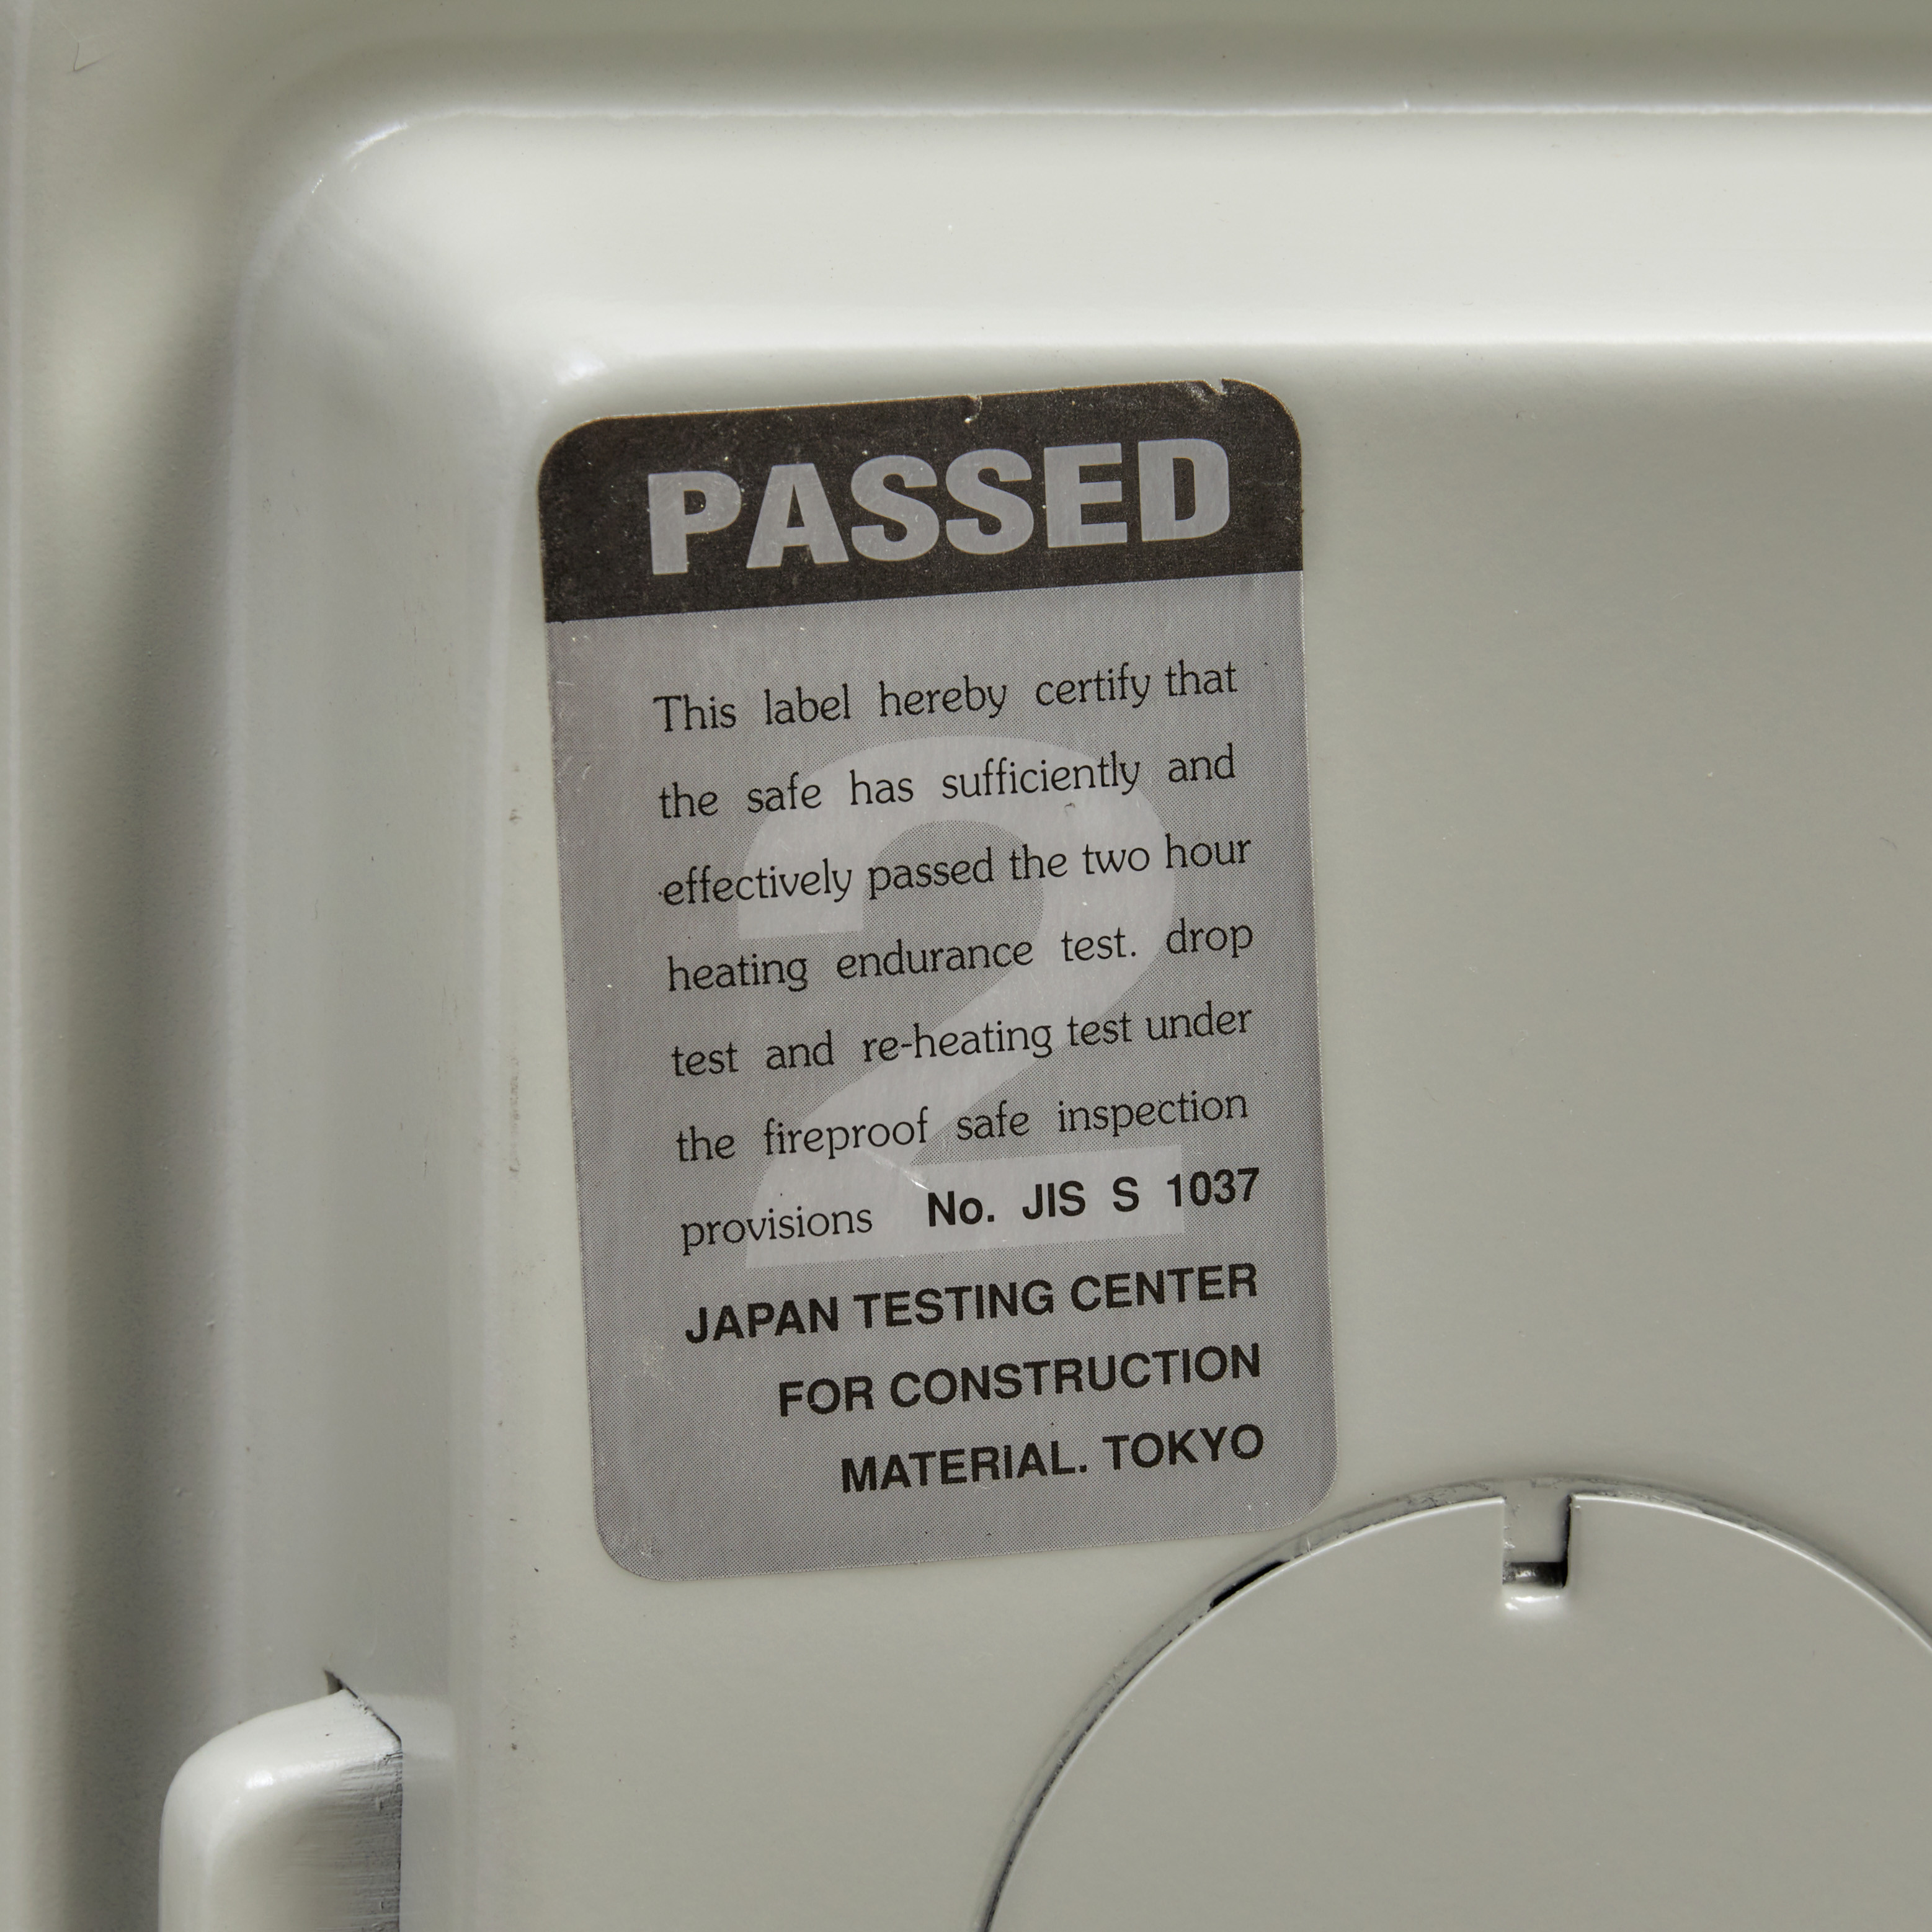 PASSED
This label hereby certify that
the safe has sufficiently and
effectively passed the two hour
heating endurance test. drop
test and re-heating test under
the fireproof safe inspection
provisions No. JIS S 1037
JAPAN TESTING CENTER
FOR CONSTRUCTION
MATERIAL. TOKYO
2